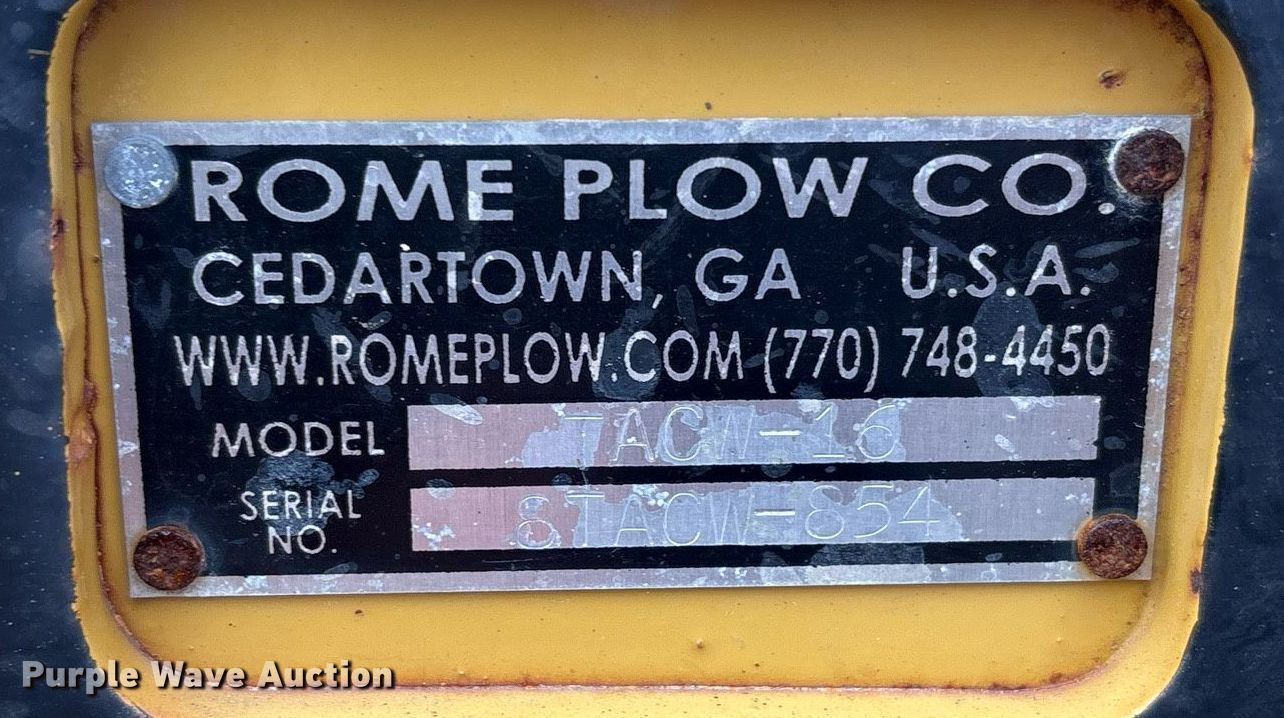 ROME PLOW CO.
CEDARTOWN, GA U.S.A.
WWW.ROMEPLOW.COM (770) 748-4450
MODEL TACW-16
SERIAL NO. 6TACW-854
Purple Wave Auction